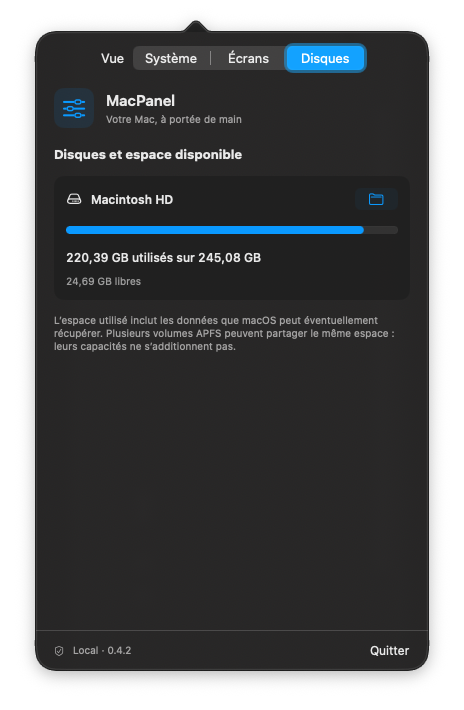 Vue Système Écrans Disques
MacPanel
Votre Mac, à portée de main
Disques et espace disponible
Macintosh HD
220,39 GB utilisés sur 245,08 GB
24,69 GB libres
L'espace utilisé inclut les données que macOS peut éventuellement
récupérer. Plusieurs volumes APFS peuvent partager le même espace :
leurs capacités ne s'additionnent pas.
Local · 0.4.2 Quitter